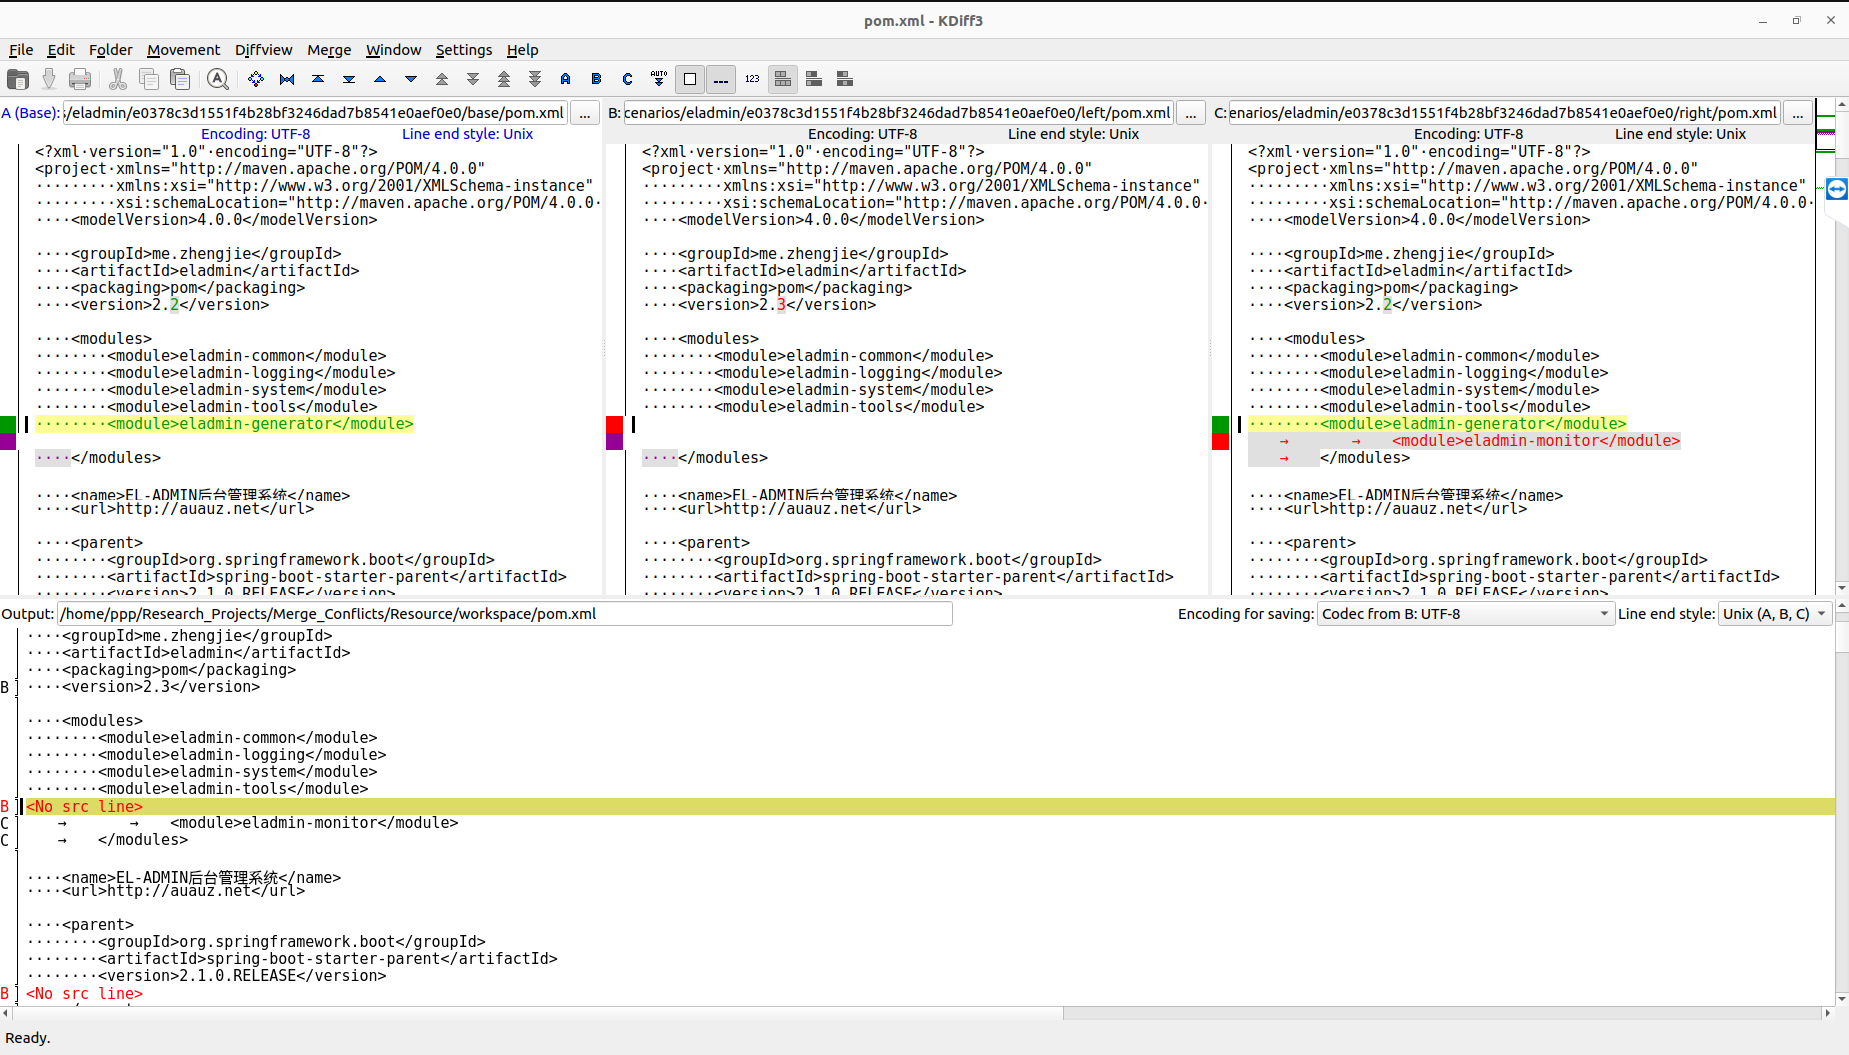 pom.xml - KDiff3
File Edit Folder Movement Diffview Merge Window Settings Help
A B C AUTO 123
A (Base): /eladmin/e0378c3d1551f4b28bf3246dad7b8541e0aef0e0/base/pom.xml ...
Encoding: UTF-8 Line end style: Unix
<?xml·version="1.0"·encoding="UTF-8"?>
<project·xmlns="http://maven.apache.org/POM/4.0.0"
·········xmlns:xsi="http://www.w3.org/2001/XMLSchema-instance"
·········xsi:schemaLocation="http://maven.apache.org/POM/4.0.0·
····<modelVersion>4.0.0</modelVersion>
····<groupId>me.zhengjie</groupId>
····<artifactId>eladmin</artifactId>
····<packaging>pom</packaging>
····<version>2.2</version>
····<modules>
········<module>eladmin-common</module>
········<module>eladmin-logging</module>
········<module>eladmin-system</module>
········<module>eladmin-tools</module>
········<module>eladmin-generator</module>
····</modules>
····<name>EL-ADMIN后台管理系统</name>
····<url>http://auauz.net</url>
····<parent>
········<groupId>org.springframework.boot</groupId>
········<artifactId>spring-boot-starter-parent</artifactId>
········<version>2.1.0.RELEASE</version>
B: cenarios/eladmin/e0378c3d1551f4b28bf3246dad7b8541e0aef0e0/left/pom.xml ...
Encoding: UTF-8 Line end style: Unix
<?xml·version="1.0"·encoding="UTF-8"?>
<project·xmlns="http://maven.apache.org/POM/4.0.0"
·········xmlns:xsi="http://www.w3.org/2001/XMLSchema-instance"
·········xsi:schemaLocation="http://maven.apache.org/POM/4.0.0·
····<modelVersion>4.0.0</modelVersion>
····<groupId>me.zhengjie</groupId>
····<artifactId>eladmin</artifactId>
····<packaging>pom</packaging>
····<version>2.3</version>
····<modules>
········<module>eladmin-common</module>
········<module>eladmin-logging</module>
········<module>eladmin-system</module>
········<module>eladmin-tools</module>
····</modules>
····<name>EL-ADMIN后台管理系统</name>
····<url>http://auauz.net</url>
····<parent>
········<groupId>org.springframework.boot</groupId>
········<artifactId>spring-boot-starter-parent</artifactId>
········<version>2.1.0.RELEASE</version>
C: enarios/eladmin/e0378c3d1551f4b28bf3246dad7b8541e0aef0e0/right/pom.xml ...
Encoding: UTF-8 Line end style: Unix
<?xml·version="1.0"·encoding="UTF-8"?>
<project·xmlns="http://maven.apache.org/POM/4.0.0"
·········xmlns:xsi="http://www.w3.org/2001/XMLSchema-instance"
·········xsi:schemaLocation="http://maven.apache.org/POM/4.0.0·
····<modelVersion>4.0.0</modelVersion>
····<groupId>me.zhengjie</groupId>
····<artifactId>eladmin</artifactId>
····<packaging>pom</packaging>
····<version>2.2</version>
····<modules>
········<module>eladmin-common</module>
········<module>eladmin-logging</module>
········<module>eladmin-system</module>
········<module>eladmin-tools</module>
········<module>eladmin-generator</module>
→ → <module>eladmin-monitor</module>
→ </modules>
····<name>EL-ADMIN后台管理系统</name>
····<url>http://auauz.net</url>
····<parent>
········<groupId>org.springframework.boot</groupId>
········<artifactId>spring-boot-starter-parent</artifactId>
········<version>2.1.0.RELEASE</version>
Output: /home/ppp/Research_Projects/Merge_Conflicts/Resource/workspace/pom.xml Encoding for saving: Codec from B: UTF-8 Line end style: Unix (A, B, C)
····<groupId>me.zhengjie</groupId>
····<artifactId>eladmin</artifactId>
····<packaging>pom</packaging>
B ····<version>2.3</version>
····<modules>
········<module>eladmin-common</module>
········<module>eladmin-logging</module>
········<module>eladmin-system</module>
········<module>eladmin-tools</module>
B <No src line>
C → → <module>eladmin-monitor</module>
C → </modules>
····<name>EL-ADMIN后台管理系统</name>
····<url>http://auauz.net</url>
····<parent>
········<groupId>org.springframework.boot</groupId>
········<artifactId>spring-boot-starter-parent</artifactId>
········<version>2.1.0.RELEASE</version>
B <No src line>
Ready.